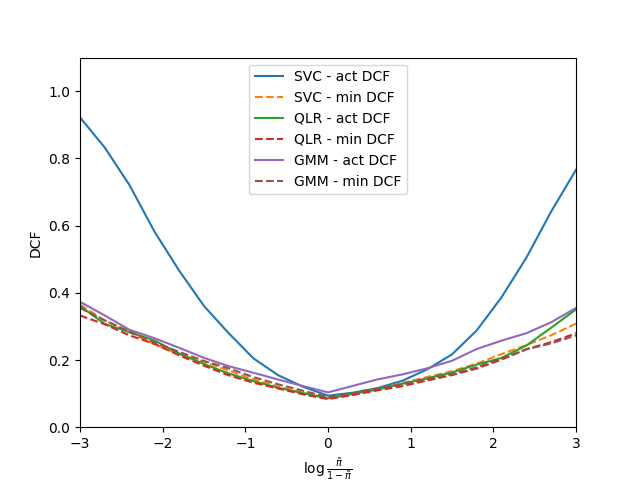 1.0
0.8
0.6
0.4
0.2
0.0
DCF
SVC - act DCF
SVC - min DCF
QLR - act DCF
QLR - min DCF
GMM - act DCF
GMM - min DCF
−3 −2 −1 0 1 2 3
log π̃/(1−π̃)